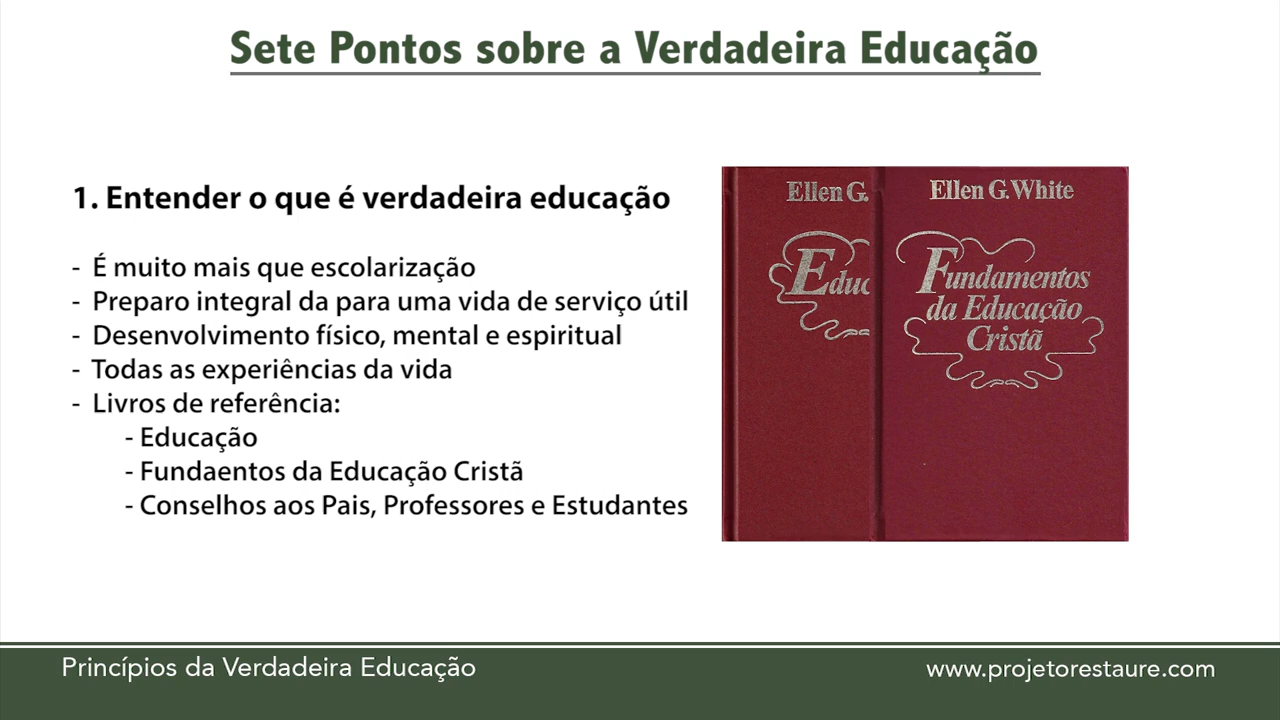 Sete Pontos sobre a Verdadeira Educação
1. Entender o que é verdadeira educação
- É muito mais que escolarização
- Preparo integral da para uma vida de serviço útil
- Desenvolvimento físico, mental e espiritual
- Todas as experiências da vida
- Livros de referência:
- Educação
- Fundaentos da Educação Cristã
- Conselhos aos Pais, Professores e Estudantes
Ellen G.
Educ
Ellen G. White
Fundamentos
da Educação
Cristã
Princípios da Verdadeira Educação
www.projetorestaure.com